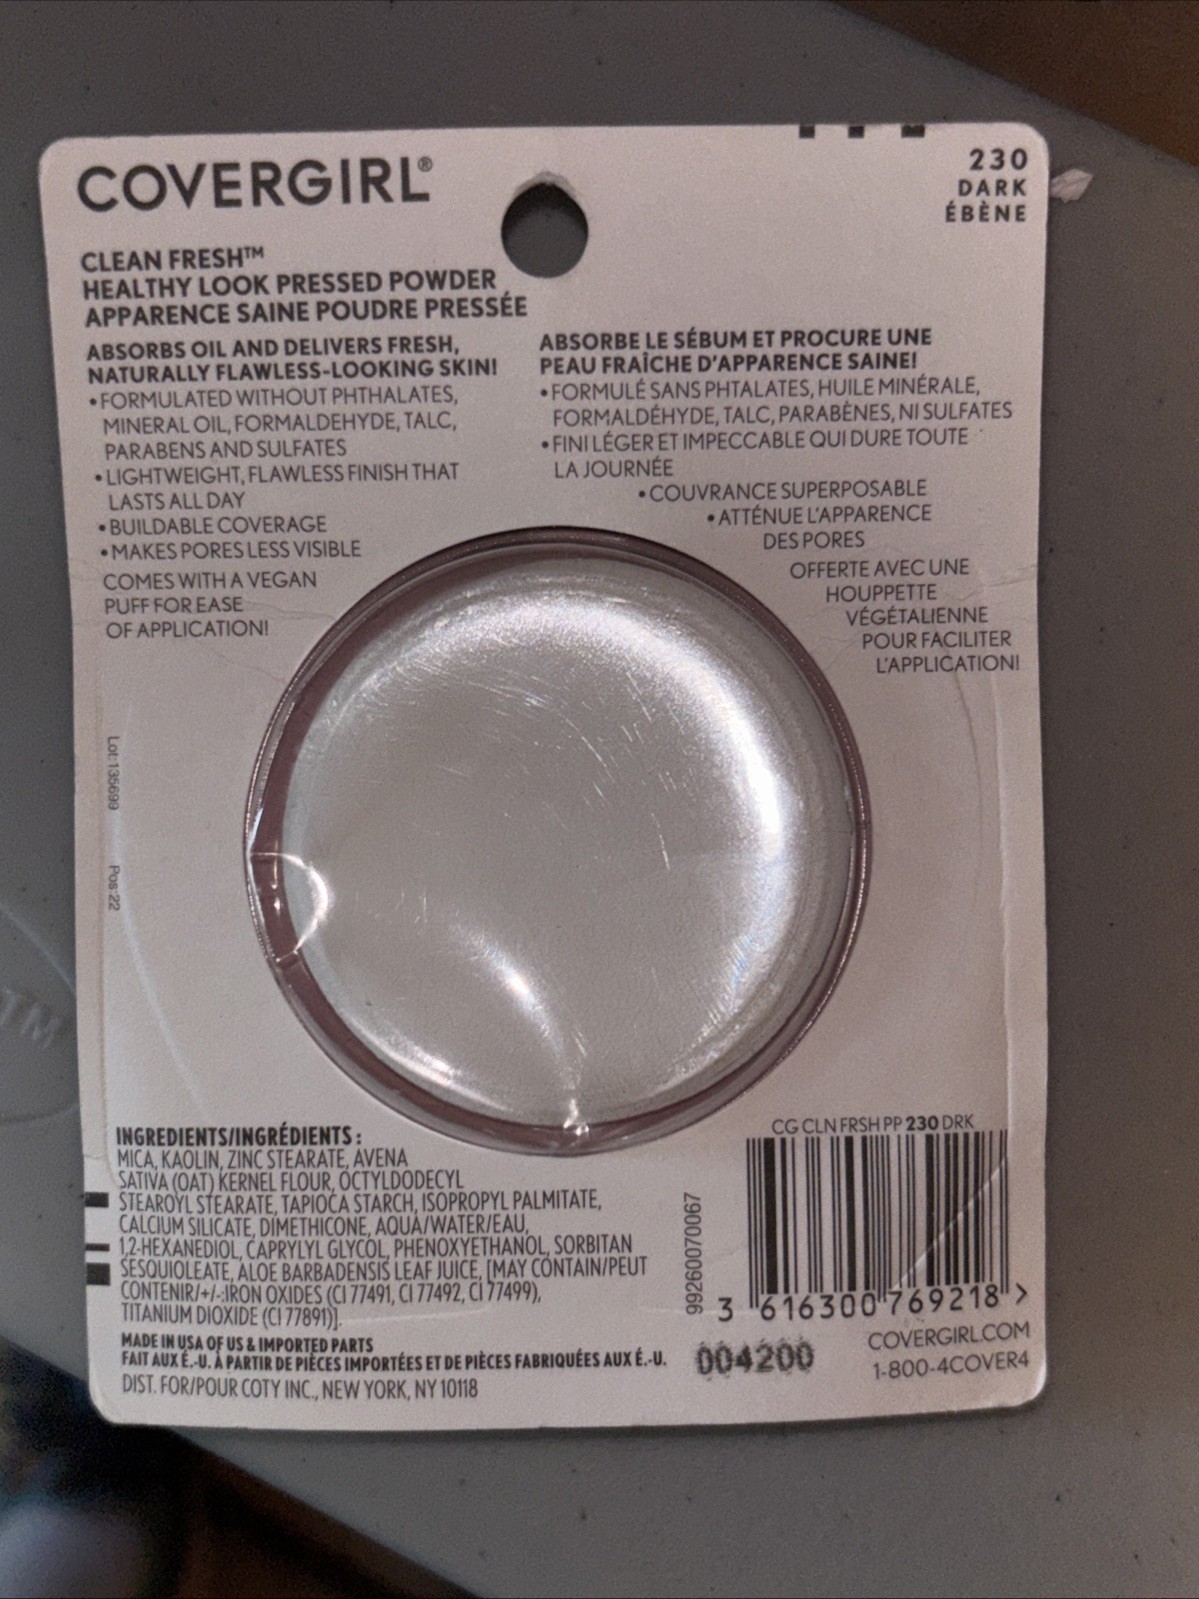 COVERGIRL®
230
DARK
ÉBÈNE
CLEAN FRESH™
HEALTHY LOOK PRESSED POWDER
APPARENCE SAINE POUDRE PRESSÉE
ABSORBS OIL AND DELIVERS FRESH,
NATURALLY FLAWLESS-LOOKING SKIN!
•FORMULATED WITHOUT PHTHALATES,
MINERAL OIL, FORMALDEHYDE, TALC,
PARABENS AND SULFATES
•LIGHTWEIGHT, FLAWLESS FINISH THAT
LASTS ALL DAY
•BUILDABLE COVERAGE
•MAKES PORES LESS VISIBLE
COMES WITH A VEGAN
PUFF FOR EASE
OF APPLICATION!
ABSORBE LE SÉBUM ET PROCURE UNE
PEAU FRAÎCHE D'APPARENCE SAINE!
•FORMULÉ SANS PHTALATES, HUILE MINÉRALE,
FORMALDÉHYDE, TALC, PARABÈNES, NI SULFATES
•FINI LÉGER ET IMPECCABLE QUI DURE TOUTE
LA JOURNÉE
•COUVRANCE SUPERPOSABLE
•ATTÉNUE L'APPARENCE
DES PORES
OFFERTE AVEC UNE
HOUPPETTE
VÉGÉTALIENNE
POUR FACILITER
L'APPLICATION!
Lot:135699 Pos:22
TM
INGREDIENTS/INGRÉDIENTS :
MICA, KAOLIN, ZINC STEARATE, AVENA
SATIVA (OAT) KERNEL FLOUR, OCTYLDODECYL
STEAROYL STEARATE, TAPIOCA STARCH, ISOPROPYL PALMITATE,
CALCIUM SILICATE, DIMETHICONE, AQUA/WATER/EAU,
1,2-HEXANEDIOL, CAPRYLYL GLYCOL, PHENOXYETHANOL, SORBITAN
SESQUIOLEATE, ALOE BARBADENSIS LEAF JUICE, [MAY CONTAIN/PEUT
CONTENIR/+/-:IRON OXIDES (CI 77491, CI 77492, CI 77499),
TITANIUM DIOXIDE (CI 77891)].
MADE IN USA OF US & IMPORTED PARTS
FAIT AUX É.-U. À PARTIR DE PIÈCES IMPORTÉES ET DE PIÈCES FABRIQUÉES AUX É.-U.
DIST. FOR/POUR COTY INC., NEW YORK, NY 10118
CG CLN FRSH PP 230 DRK
99260070067
3 616300 769218 >
004200
COVERGIRL.COM
1-800-4COVER4